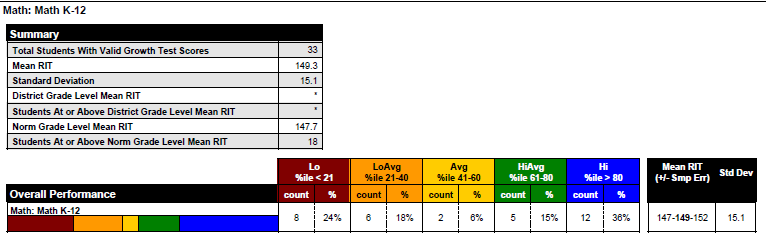 Math: Math K-12
Summary
Total Students With Valid Growth Test Scores 33
Mean RIT 149.3
Standard Deviation 15.1
District Grade Level Mean RIT *
Students At or Above District Grade Level Mean RIT *
Norm Grade Level Mean RIT 147.7
Students At or Above Norm Grade Level Mean RIT 18
Lo LoAvg Avg HiAvg Hi Mean RIT
%ile < 21 %ile 21-40 %ile 41-60 %ile 61-80 %ile > 80 (+/- Smp Err) Std Dev
Overall Performance count % count % count % count % count %
Math: Math K-12
8 24% 6 18% 2 6% 5 15% 12 36% 147-149-152 15.1